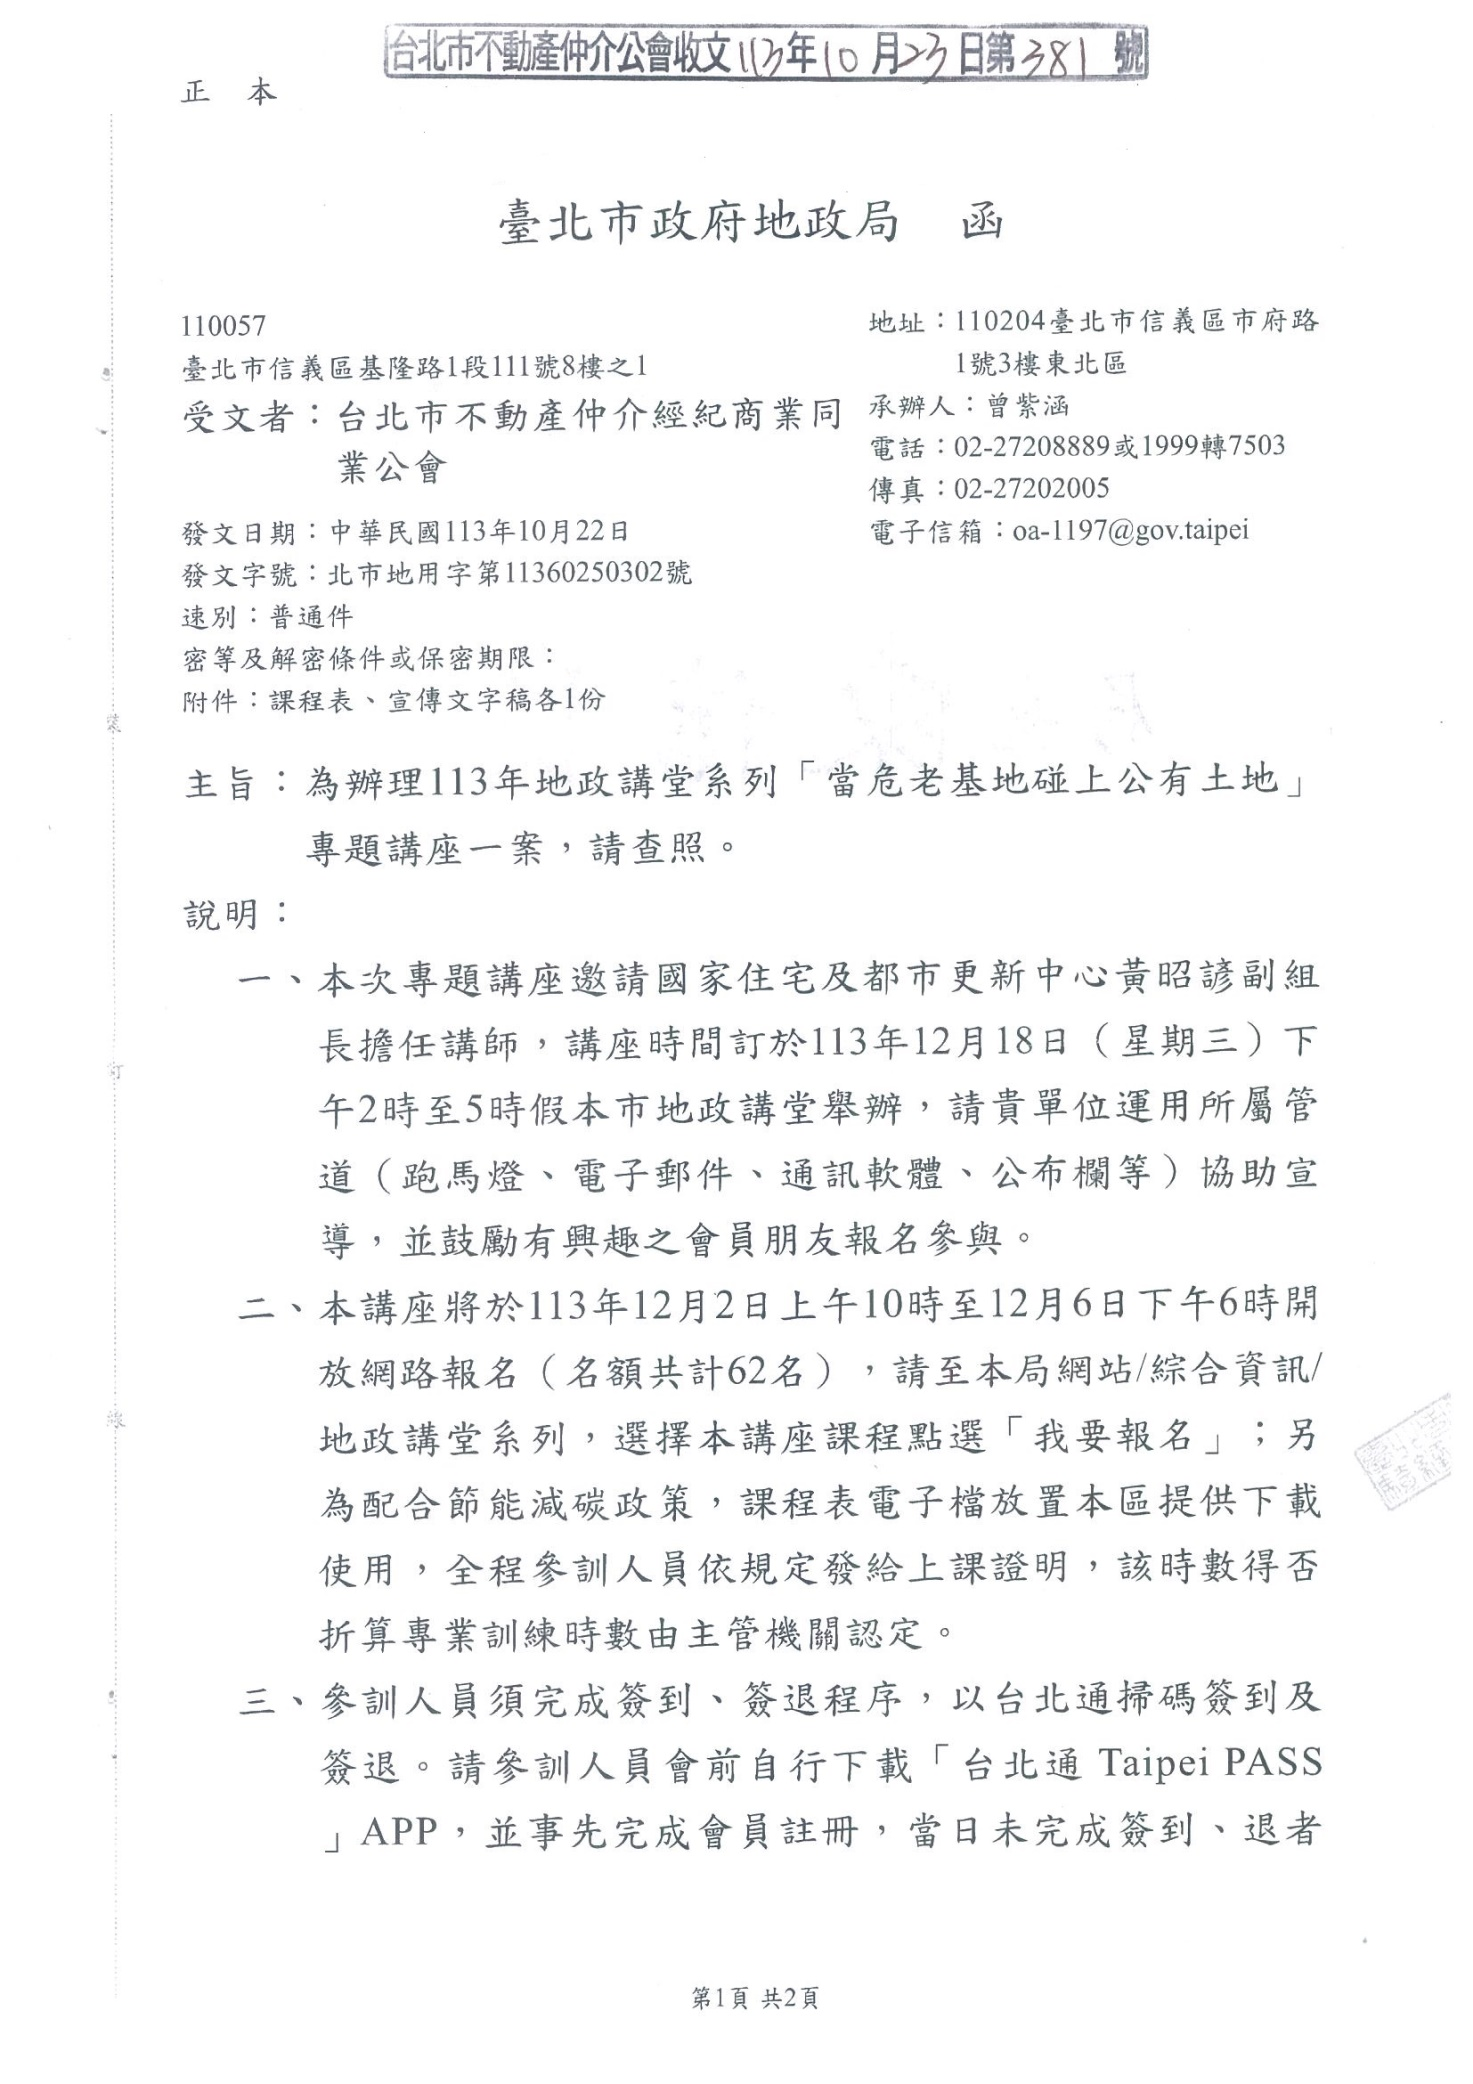 台北市不動產仲介公會收文113年10月23日第381號
正 本
臺北市政府地政局 函
110057
臺北市信義區基隆路1段111號8樓之1
受文者：台北市不動產仲介經紀商業同
業公會
地址：110204臺北市信義區市府路
1號3樓東北區
承辦人：曾紫涵
電話：02-27208889或1999轉7503
傳真：02-27202005
電子信箱：oa-1197@gov.taipei
發文日期：中華民國113年10月22日
發文字號：北市地用字第11360250302號
速別：普通件
密等及解密條件或保密期限：
附件：課程表、宣傳文字稿各1份
主旨：為辦理113年地政講堂系列「當危老基地碰上公有土地」
專題講座一案，請查照。
說明：
一、本次專題講座邀請國家住宅及都市更新中心黃昭諺副組
長擔任講師，講座時間訂於113年12月18日（星期三）下
午2時至5時假本市地政講堂舉辦，請貴單位運用所屬管
道（跑馬燈、電子郵件、通訊軟體、公布欄等）協助宣
導，並鼓勵有興趣之會員朋友報名參與。
二、本講座將於113年12月2日上午10時至12月6日下午6時開
放網路報名（名額共計62名），請至本局網站/綜合資訊/
地政講堂系列，選擇本講座課程點選「我要報名」；另
為配合節能減碳政策，課程表電子檔放置本區提供下載
使用，全程參訓人員依規定發給上課證明，該時數得否
折算專業訓練時數由主管機關認定。
三、參訓人員須完成簽到、簽退程序，以台北通掃碼簽到及
簽退。請參訓人員會前自行下載「台北通 Taipei PASS
」APP，並事先完成會員註冊，當日未完成簽到、退者
裝
訂
線
第1頁 共2頁